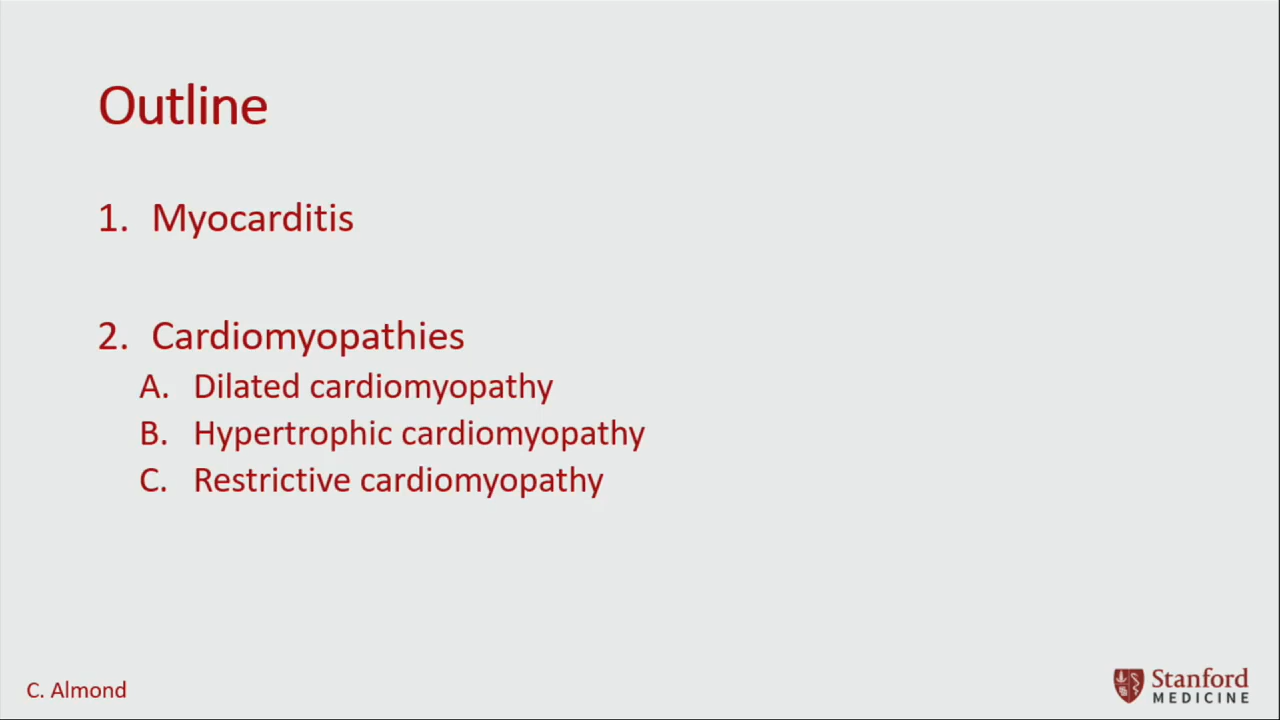 Outline
1. Myocarditis
2. Cardiomyopathies
A. Dilated cardiomyopathy
B. Hypertrophic cardiomyopathy
C. Restrictive cardiomyopathy
C. Almond
Stanford
MEDICINE